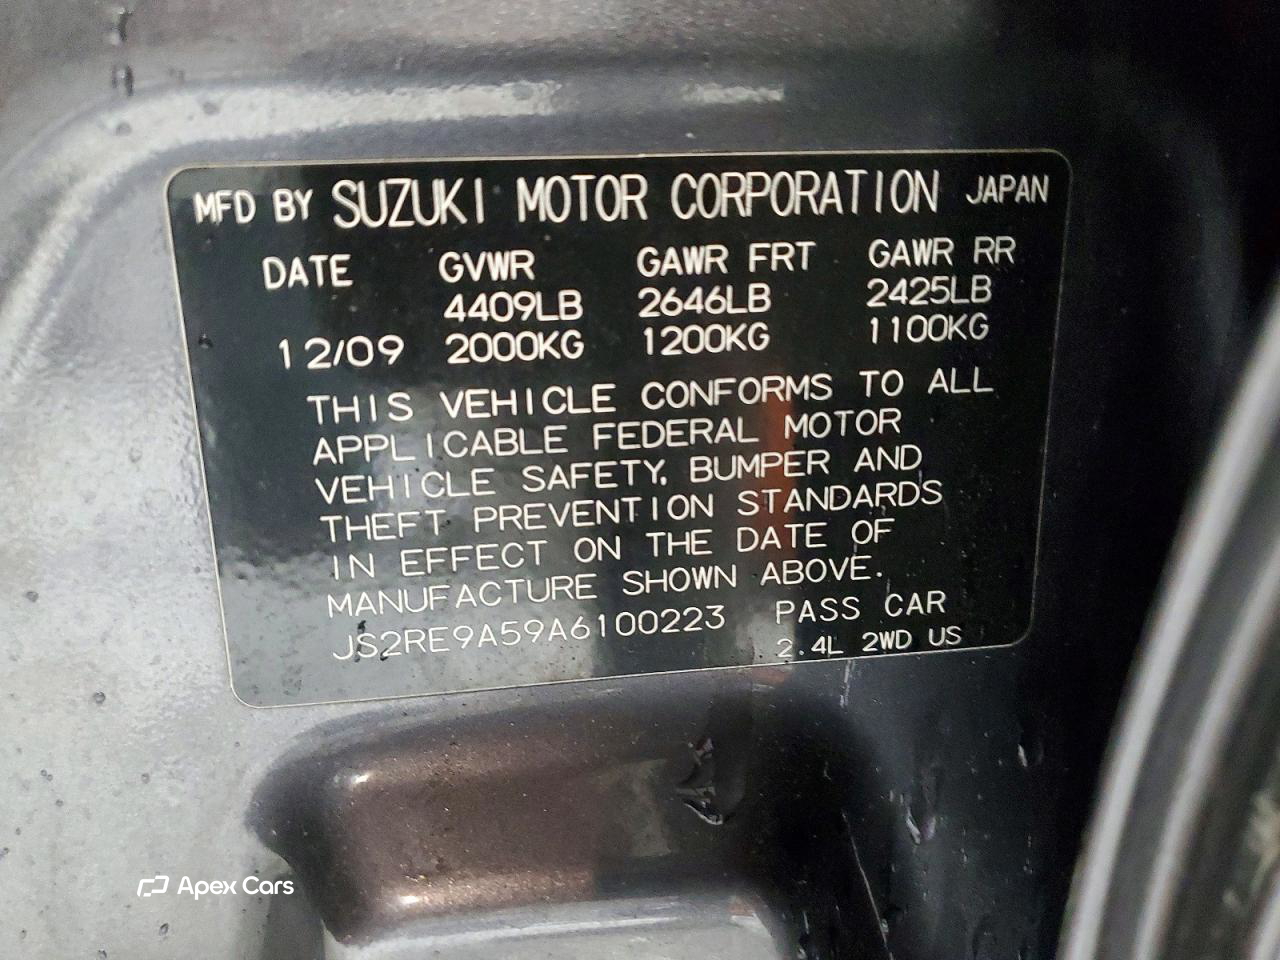 MFD BY SUZUKI MOTOR CORPORATION JAPAN
DATE GVWR GAWR FRT GAWR RR
4409LB 2646LB 2425LB
12/09 2000KG 1200KG 1100KG
THIS VEHICLE CONFORMS TO ALL
APPLICABLE FEDERAL MOTOR
VEHICLE SAFETY, BUMPER AND
THEFT PREVENTION STANDARDS
IN EFFECT ON THE DATE OF
MANUFACTURE SHOWN ABOVE.
JS2RE9A59A6100223 PASS CAR
2.4L 2WD US
Apex Cars